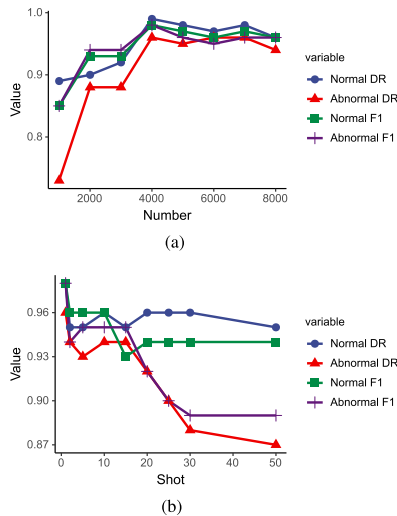 1.0
0.9
0.8
Value
2000
4000
6000
8000
Number
variable
Normal DR
Abnormal DR
Normal F1
Abnormal F1
(a)
0.96
0.93
0.90
0.87
Value
0
10
20
30
40
50
Shot
variable
Normal DR
Abnormal DR
Normal F1
Abnormal F1
(b)